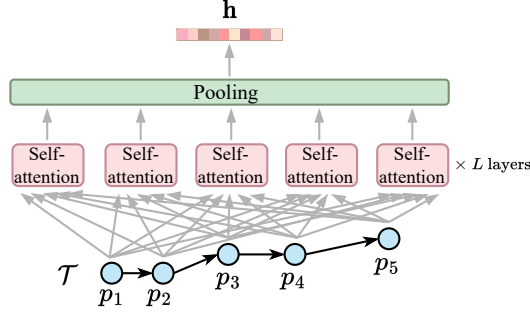 h
Pooling
Self-
attention
Self-
attention
Self-
attention
Self-
attention
Self-
attention
× L layers
𝒯
p1
p2
p3
p4
p5